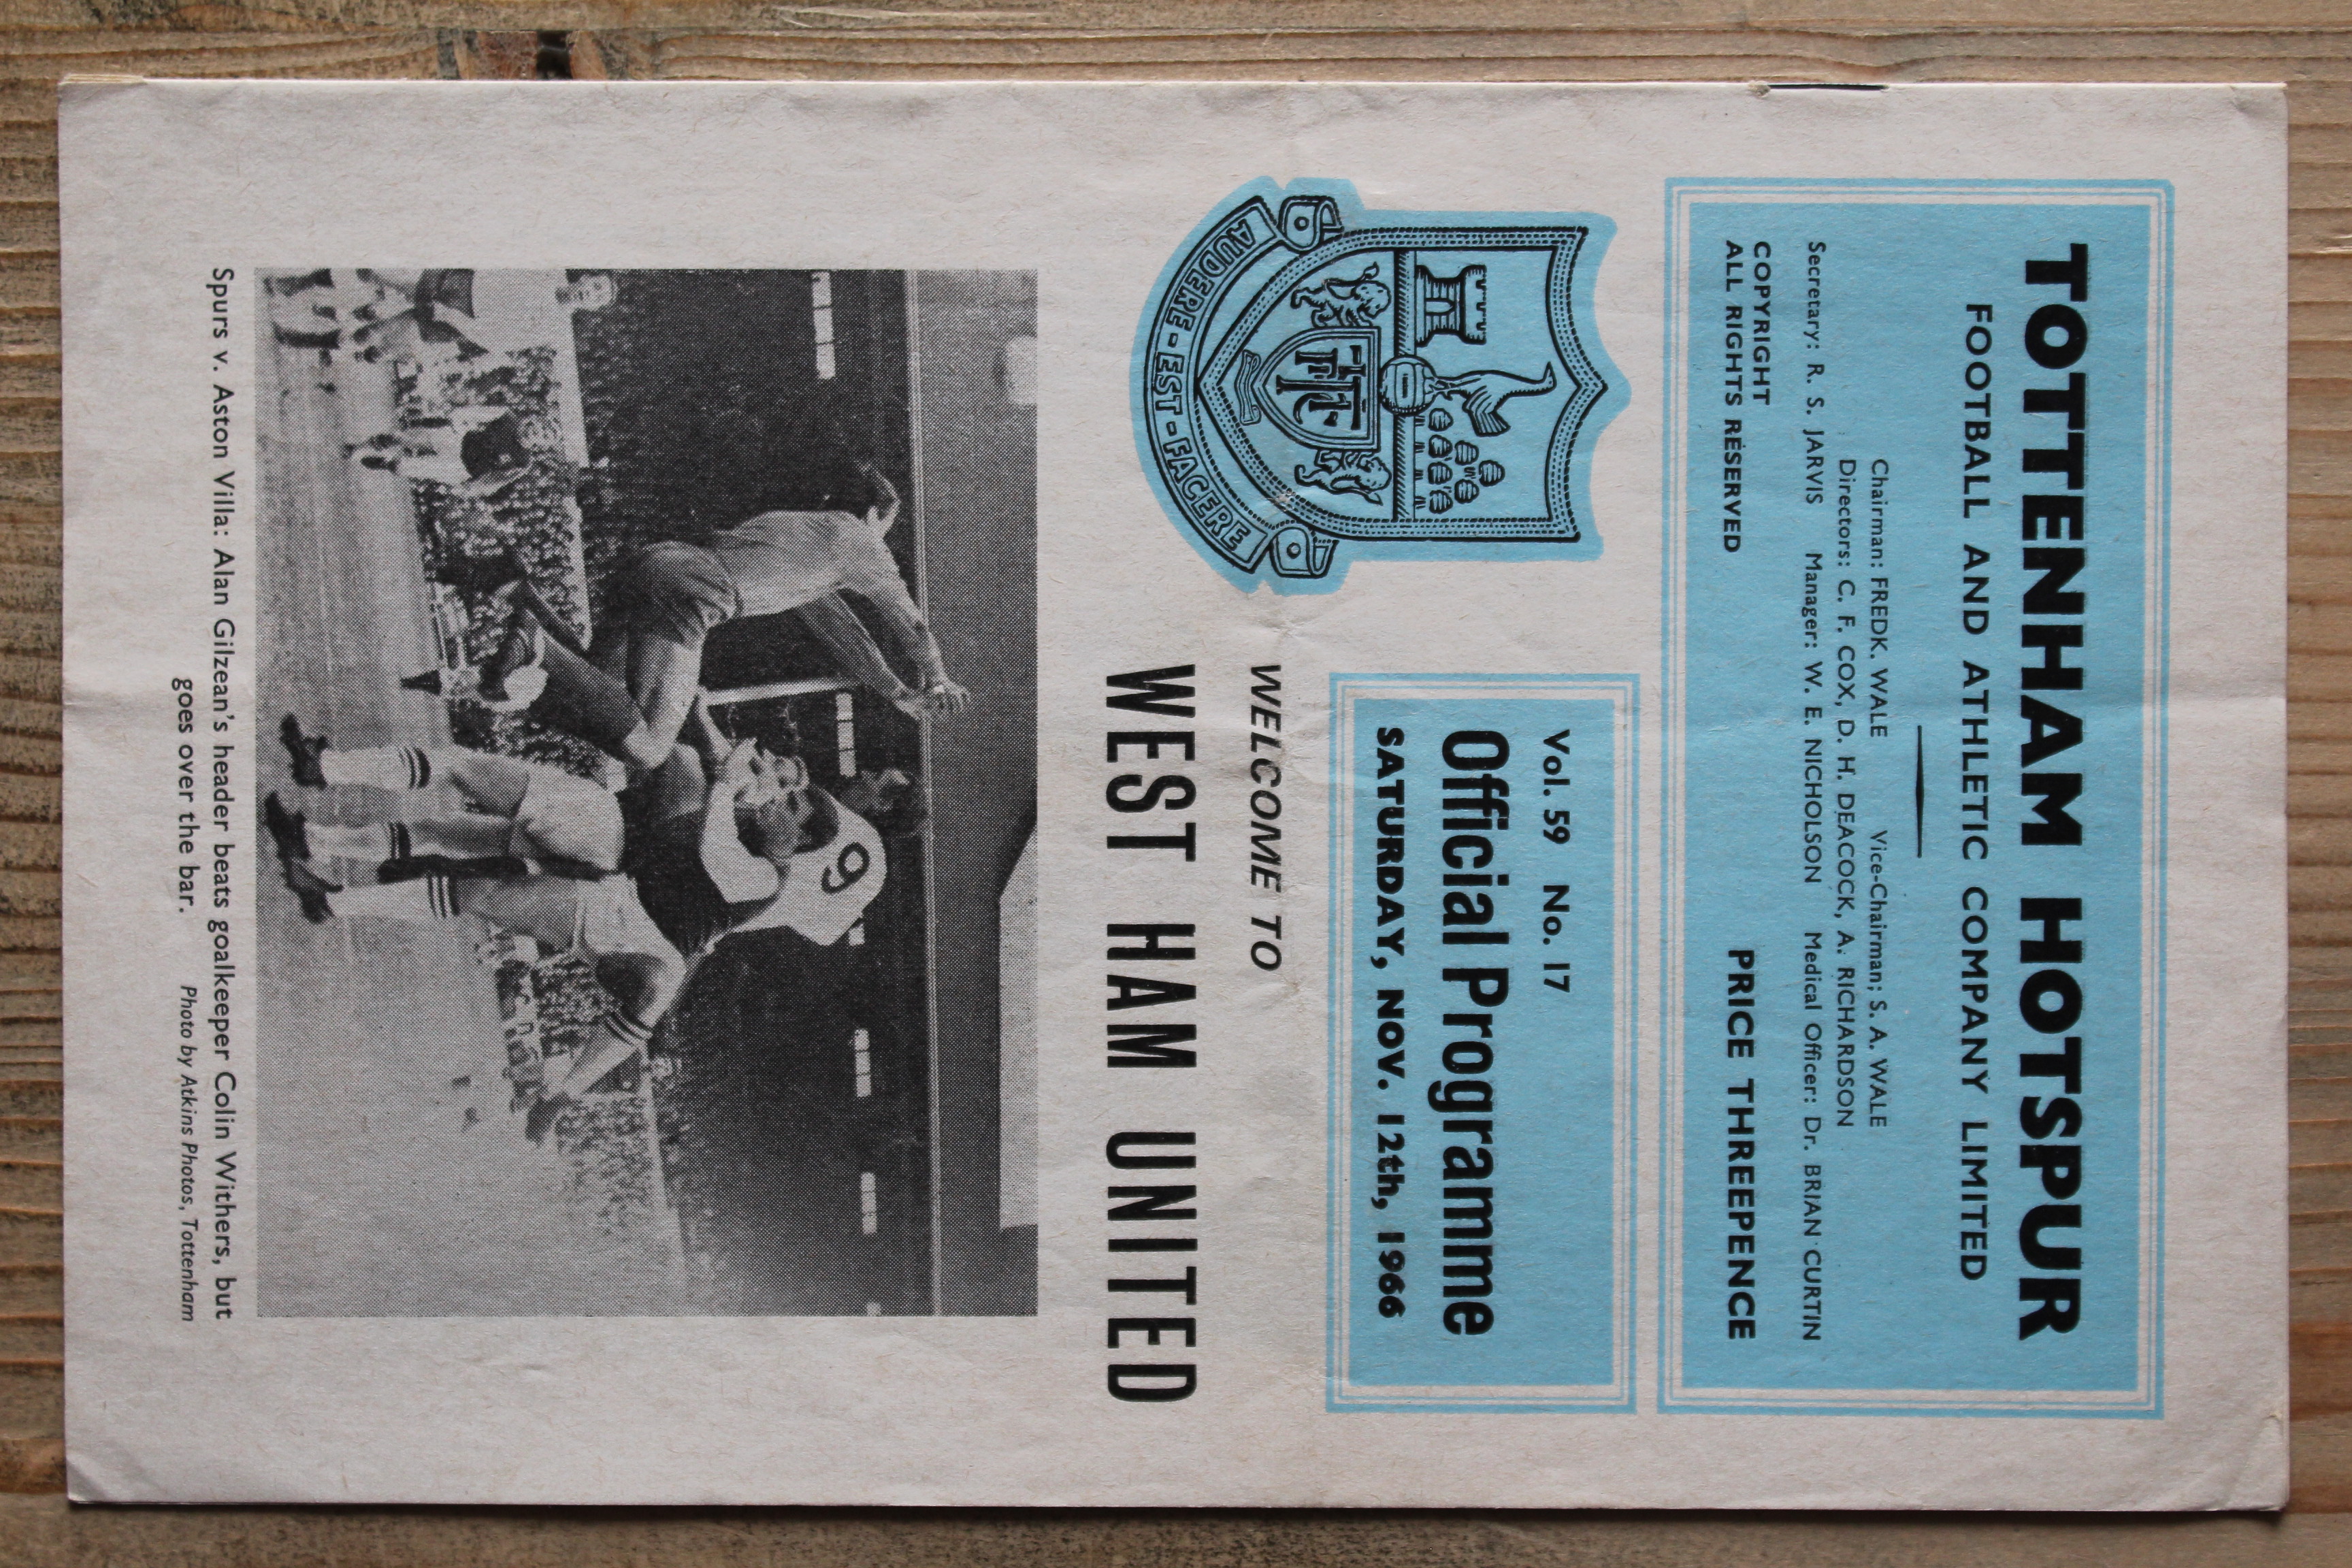 TOTTENHAM HOTSPUR
FOOTBALL AND ATHLETIC COMPANY LIMITED
Chairman: FREDK. WALE Vice-Chairman: S. A. WALE
Directors: C. F. COX, D. H. DEACOCK, A. RICHARDSON
Secretary: R. S. JARVIS Manager: W. E. NICHOLSON Medical Officer: Dr. BRIAN CURTIN
COPYRIGHT
ALL RIGHTS RESERVED
PRICE THREEPENCE
AUDERE · EST · FACERE
Vol. 59 No. 17
Official Programme
SATURDAY, NOV. 12th, 1966
WELCOME TO
WEST HAM UNITED
9
Spurs v. Aston Villa: Alan Gilzean's header beats goalkeeper Colin Withers, but
goes over the bar.
Photo by Atkins Photos, Tottenham